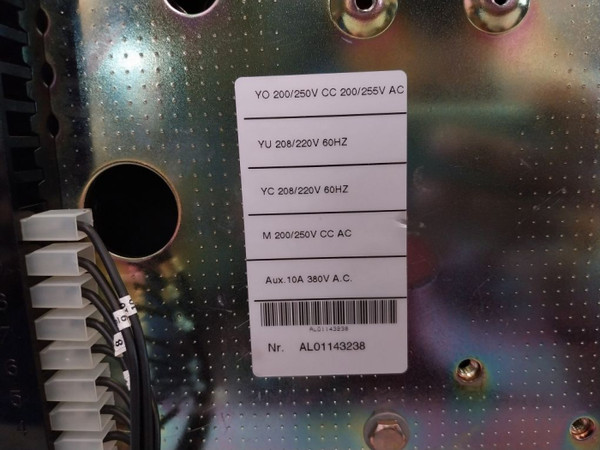 YO 200/250V CC 200/255V AC
YU 208/220V 60HZ
YC 208/220V 60HZ
M 200/250V CC AC
Aux.10A 380V A.C.
AL01143238
Nr. AL01143238
8